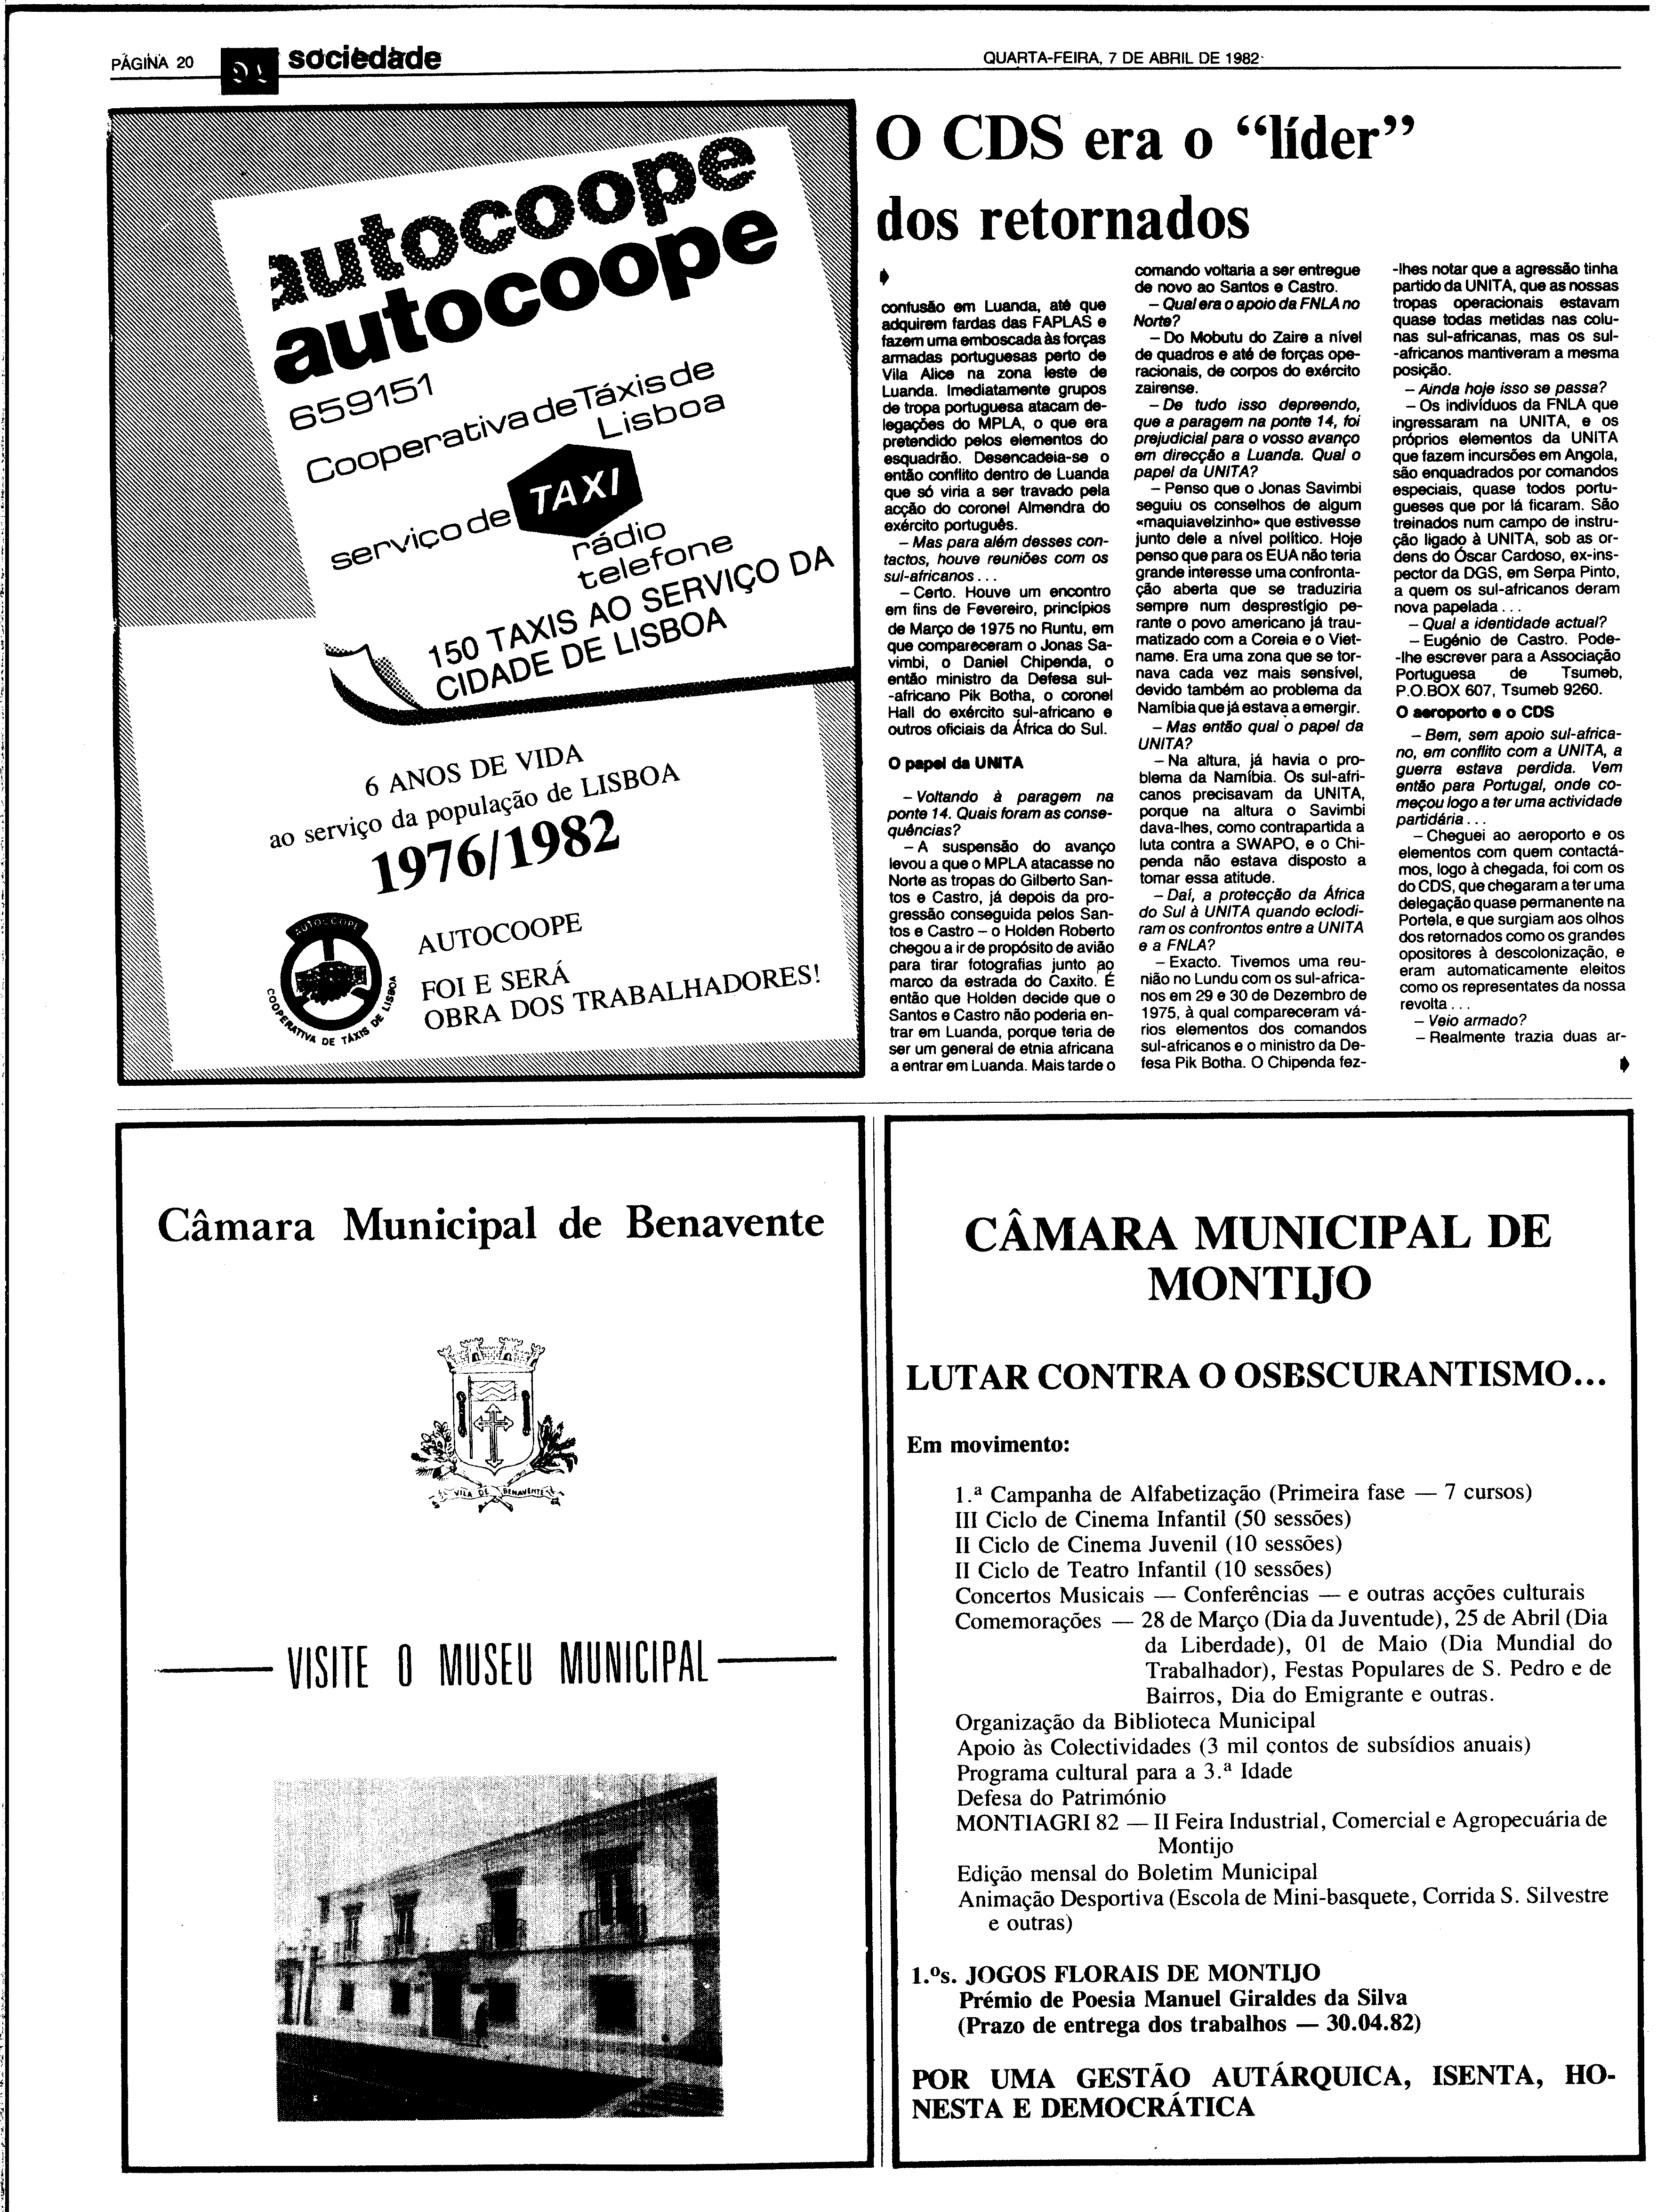 PÁGINA 20
sociedade
QUARTA-FEIRA, 7 DE ABRIL DE 1982
autocoope
autocoope
659151
Cooperativa de Táxis de
Lisboa
serviço de TAXI
rádio
telefone
150 TAXIS AO SERVIÇO DA
CIDADE DE LISBOA
6 ANOS DE VIDA
ao serviço da população de LISBOA
1976/1982
AUTOCOOPE
COOPERATIVA DE TÁXIS DE LISBOA
AUTOCOOPE
FOI E SERÁ
OBRA DOS TRABALHADORES!
O CDS era o “líder”
dos retornados
confusão em Luanda, até que
adquirem fardas das FAPLAS e
fazem uma emboscada às forças
armadas portuguesas perto de
Vila Alice na zona leste de
Luanda. Imediatamente grupos
de tropa portuguesa atacam de-
legações do MPLA, o que era
pretendido pelos elementos do
esquadrão. Desencadeia-se o
então conflito dentro de Luanda
que só viria a ser travado pela
acção do coronel Almendra do
exército português.
— Mas para além desses con-
tactos, houve reuniões com os
sul-africanos...
— Certo. Houve um encontro
em fins de Fevereiro, princípios
de Março de 1975 no Runtu, em
que compareceram o Jonas Sa-
vimbi, o Daniel Chipenda, o
então ministro da Defesa sul-
-africano Pik Botha, o coronel
Hall do exército sul-africano e
outros oficiais da África do Sul.
O papel da UNITA
— Voltando à paragem na
ponte 14. Quais foram as conse-
quências?
— A suspensão do avanço
levou a que o MPLA atacasse no
Norte as tropas do Gilberto San-
tos e Castro, já depois da pro-
gressão conseguida pelos San-
tos e Castro – o Holden Roberto
chegou a ir de propósito de avião
para tirar fotografias junto ao
marco da estrada do Caxito. É
então que Holden decide que o
Santos e Castro não poderia en-
trar em Luanda, porque teria de
ser um general de etnia africana
a entrar em Luanda. Mais tarde o
comando voltaria a ser entregue
de novo ao Santos e Castro.
— Qual era o apoio da FNLA no
Norte?
— Do Mobutu do Zaire a nível
de quadros e até de forças ope-
racionais, de corpos do exército
zairense.
— De tudo isso depreendo,
que a paragem na ponte 14, foi
prejudicial para o vosso avanço
em direcção a Luanda. Qual o
papel da UNITA?
— Penso que o Jonas Savimbi
seguiu os conselhos de algum
«maquiavelzinho» que estivesse
junto dele a nível político. Hoje
penso que para os EUA não teria
grande interesse uma confronta-
ção aberta que se traduziria
sempre num desprestígio pe-
rante o povo americano já trau-
matizado com a Coreia e o Viet-
name. Era uma zona que se tor-
nava cada vez mais sensível,
devido também ao problema da
Namíbia que já estava a emergir.
— Mas então qual o papel da
UNITA?
— Na altura, já havia o pro-
blema da Namíbia. Os sul-afri-
canos precisavam da UNITA,
porque na altura o Savimbi
dava-lhes, como contrapartida a
luta contra a SWAPO, e o Chi-
penda não estava disposto a
tomar essa atitude.
— Daí, a protecção da África
do Sul à UNITA quando eclodi-
ram os confrontos entre a UNITA
e a FNLA?
— Exacto. Tivemos uma reu-
nião no Lundu com os sul-africa-
nos em 29 e 30 de Dezembro de
1975, à qual compareceram vá-
rios elementos dos comandos
sul-africanos e o ministro da De-
fesa Pik Botha. O Chipenda fez-
-lhes notar que a agressão tinha
partido da UNITA, que as nossas
tropas operacionais estavam
quase todas metidas nas colu-
nas sul-africanas, mas os sul-
-africanos mantiveram a mesma
posição.
— Ainda hoje isso se passa?
— Os indivíduos da FNLA que
ingressaram na UNITA, e os
próprios elementos da UNITA
que fazem incursões em Angola,
são enquadrados por comandos
especiais, quase todos portu-
gueses que por lá ficaram. São
treinados num campo de instru-
ção ligado à UNITA, sob as or-
dens do Óscar Cardoso, ex-ins-
pector da DGS, em Serpa Pinto,
a quem os sul-africanos deram
nova papelada...
— Qual a identidade actual?
— Eugénio de Castro. Pode-
-lhe escrever para a Associação
Portuguesa de Tsumeb,
P.O.BOX 607, Tsumeb 9260.
O aeroporto e o CDS
— Bem, sem apoio sul-africa-
no, em conflito com a UNITA, a
guerra estava perdida. Vem
então para Portugal, onde co-
meçou logo a ter uma actividade
partidária...
— Cheguei ao aeroporto e os
elementos com quem contactá-
mos, logo à chegada, foi com os
do CDS, que chegaram a ter uma
delegação quase permanente na
Portela, e que surgiam aos olhos
dos retornados como os grandes
opositores à descolonização, e
eram automaticamente eleitos
como os representates da nossa
revolta...
— Veio armado?
— Realmente trazia duas ar-
Câmara Municipal de Benavente
VILA DE BENAVENTE
VISITE O MUSEU MUNICIPAL
CÂMARA MUNICIPAL DE
MONTIJO
LUTAR CONTRA O OSBSCURANTISMO...
Em movimento:
1.ª Campanha de Alfabetização (Primeira fase — 7 cursos)
III Ciclo de Cinema Infantil (50 sessões)
II Ciclo de Cinema Juvenil (10 sessões)
II Ciclo de Teatro Infantil (10 sessões)
Concertos Musicais — Conferências — e outras acções culturais
Comemorações — 28 de Março (Dia da Juventude), 25 de Abril (Dia
da Liberdade), 01 de Maio (Dia Mundial do
Trabalhador), Festas Populares de S. Pedro e de
Bairros, Dia do Emigrante e outras.
Organização da Biblioteca Municipal
Apoio às Colectividades (3 mil contos de subsídios anuais)
Programa cultural para a 3.ª Idade
Defesa do Património
MONTIAGRI 82 — II Feira Industrial, Comercial e Agropecuária de
Montijo
Edição mensal do Boletim Municipal
Animação Desportiva (Escola de Mini-basquete, Corrida S. Silvestre
e outras)
1.ºs. JOGOS FLORAIS DE MONTIJO
Prémio de Poesia Manuel Giraldes da Silva
(Prazo de entrega dos trabalhos — 30.04.82)
POR UMA GESTÃO AUTÁRQUICA, ISENTA, HO-
NESTA E DEMOCRÁTICA